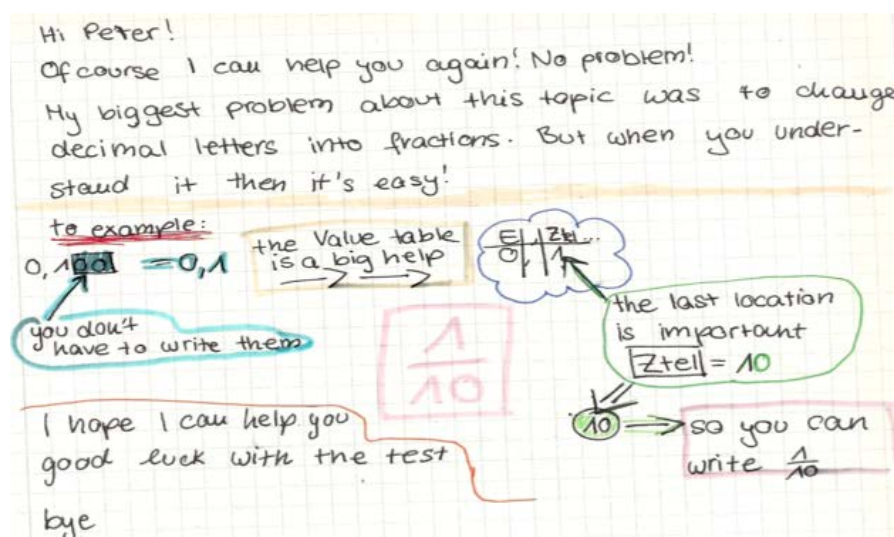 Hi Peter!
Of course I can help you again! No problem!
My biggest problem about this topic was to change
decimal letters into fractions. But when you under-
stand it then it's easy!
to example:
0,100 = 0,1
you don't
have to write them
the Value table
is a big help
E , Ztel...
0 , 1
the last location
is important
Ztel = 10
10
so you can
write 1/10
1/10
I hope I can help you
good luck with the test
bye